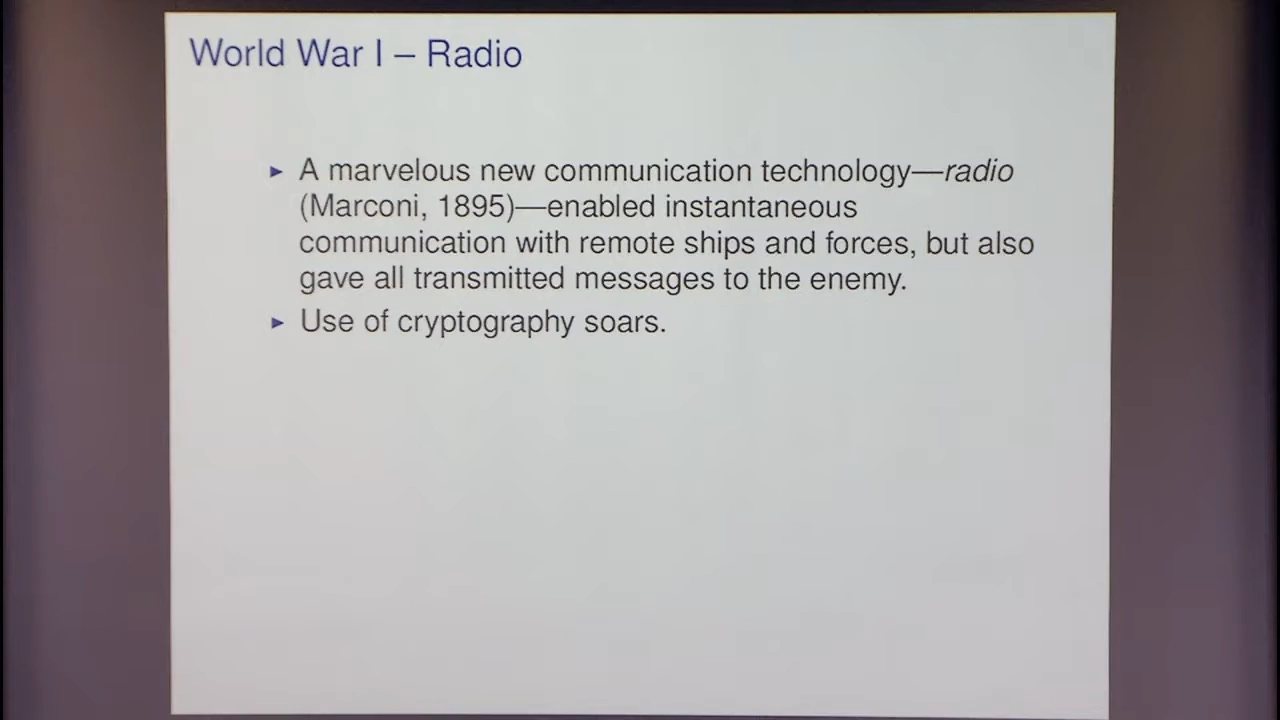 World War I – Radio
► A marvelous new communication technology—radio
(Marconi, 1895)—enabled instantaneous
communication with remote ships and forces, but also
gave all transmitted messages to the enemy.
► Use of cryptography soars.